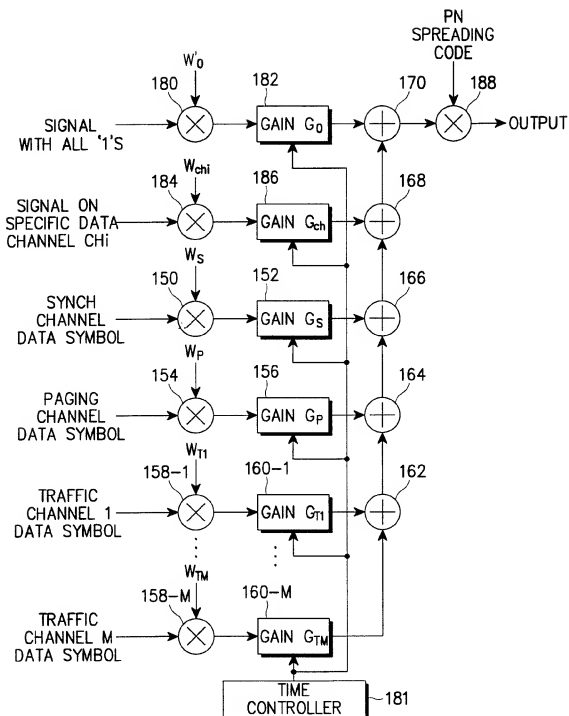 PN
SPREADING
CODE
W'0
180
182
170
188
SIGNAL
WITH ALL '1'S
GAIN G0
OUTPUT
Wchi
184
186
168
SIGNAL ON
SPECIFIC DATA
CHANNEL CHi
GAIN Gch
WS
150
152
166
SYNCH
CHANNEL
DATA SYMBOL
GAIN GS
WP
154
156
164
PAGING
CHANNEL
DATA SYMBOL
GAIN GP
WT1
158-1
160-1
162
TRAFFIC
CHANNEL 1
DATA SYMBOL
GAIN GT1
WTM
158-M
160-M
TRAFFIC
CHANNEL M
DATA SYMBOL
GAIN GTM
TIME
CONTROLLER
181